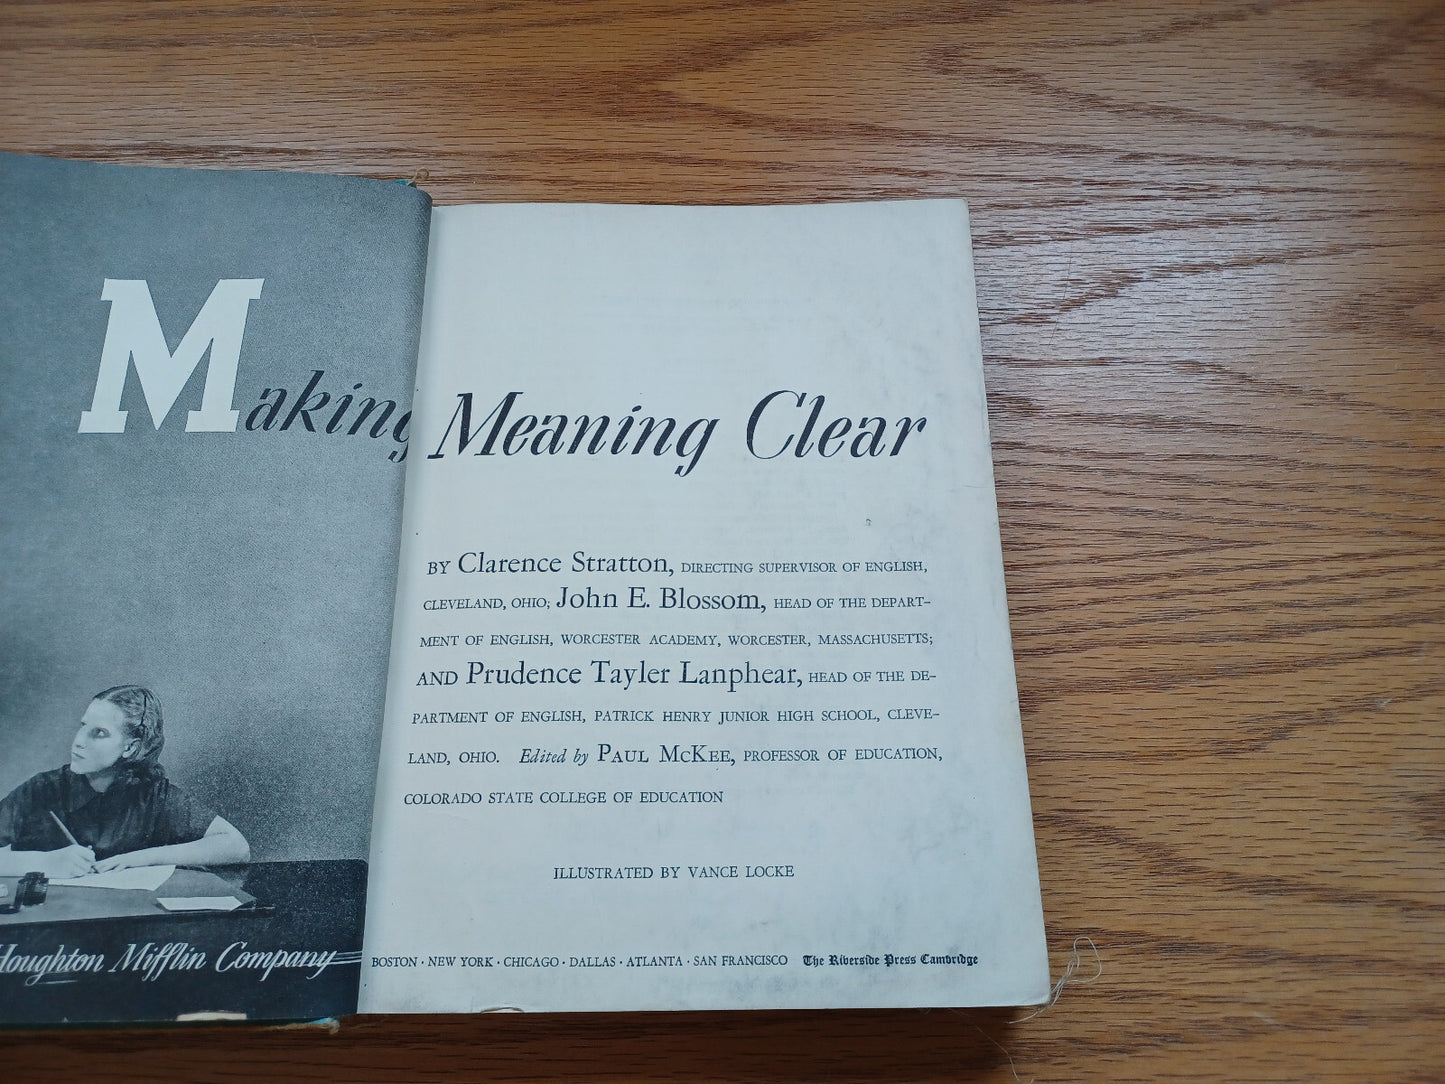 Making Meaning Clear
BY Clarence Stratton, DIRECTING SUPERVISOR OF ENGLISH,
CLEVELAND, OHIO; John E. Blossom, HEAD OF THE DEPART-
MENT OF ENGLISH, WORCESTER ACADEMY, WORCESTER, MASSACHUSETTS;
AND Prudence Tayler Lanphear, HEAD OF THE DE-
PARTMENT OF ENGLISH, PATRICK HENRY JUNIOR HIGH SCHOOL, CLEVE-
LAND, OHIO. Edited by PAUL MCKEE, PROFESSOR OF EDUCATION,
COLORADO STATE COLLEGE OF EDUCATION
ILLUSTRATED BY VANCE LOCKE
Houghton Mifflin Company
BOSTON · NEW YORK · CHICAGO · DALLAS · ATLANTA · SAN FRANCISCO The Riverside Press Cambridge